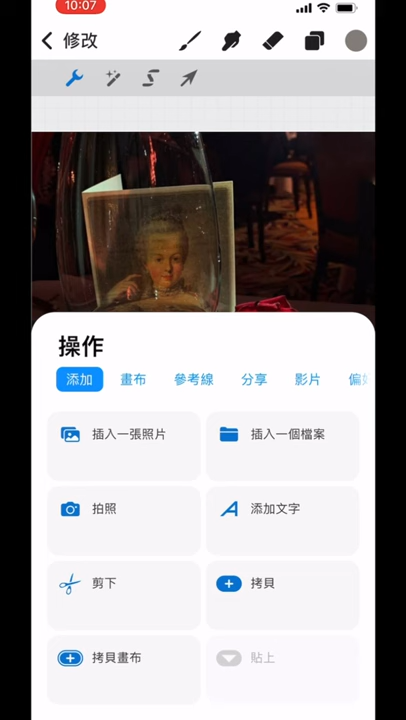 10:07
修改
操作
添加
畫布
參考線
分享
影片
插入一張照片
插入一個檔案
拍照
添加文字
剪下
拷貝
拷貝畫布
貼上